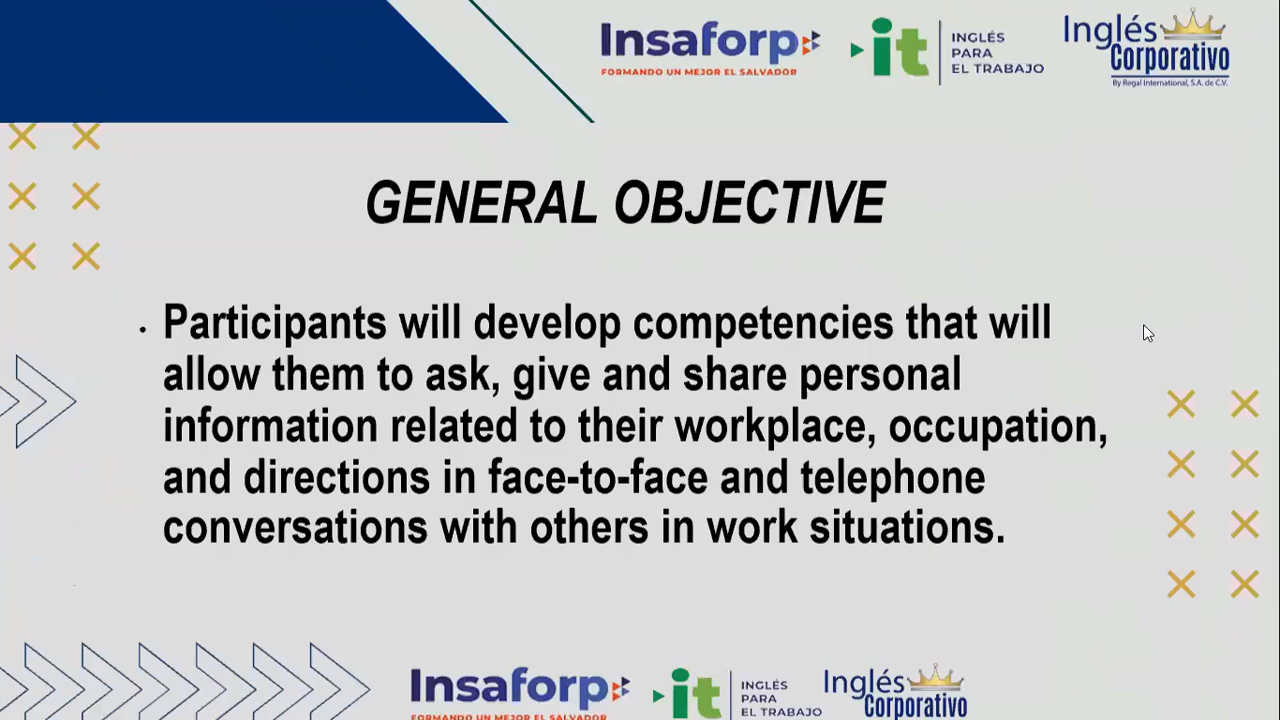 Insaforp
FORMANDO UN MEJOR EL SALVADOR
it
INGLÉS
PARA
EL TRABAJO
Inglés
Corporativo
By Regal International, S.A. de C.V.
GENERAL OBJECTIVE
• Participants will develop competencies that will
allow them to ask, give and share personal
information related to their workplace, occupation,
and directions in face-to-face and telephone
conversations with others in work situations.
Insaforp
FORMANDO UN MEJOR EL SALVADOR
it
INGLÉS
PARA
EL TRABAJO
Inglés
Corporativo